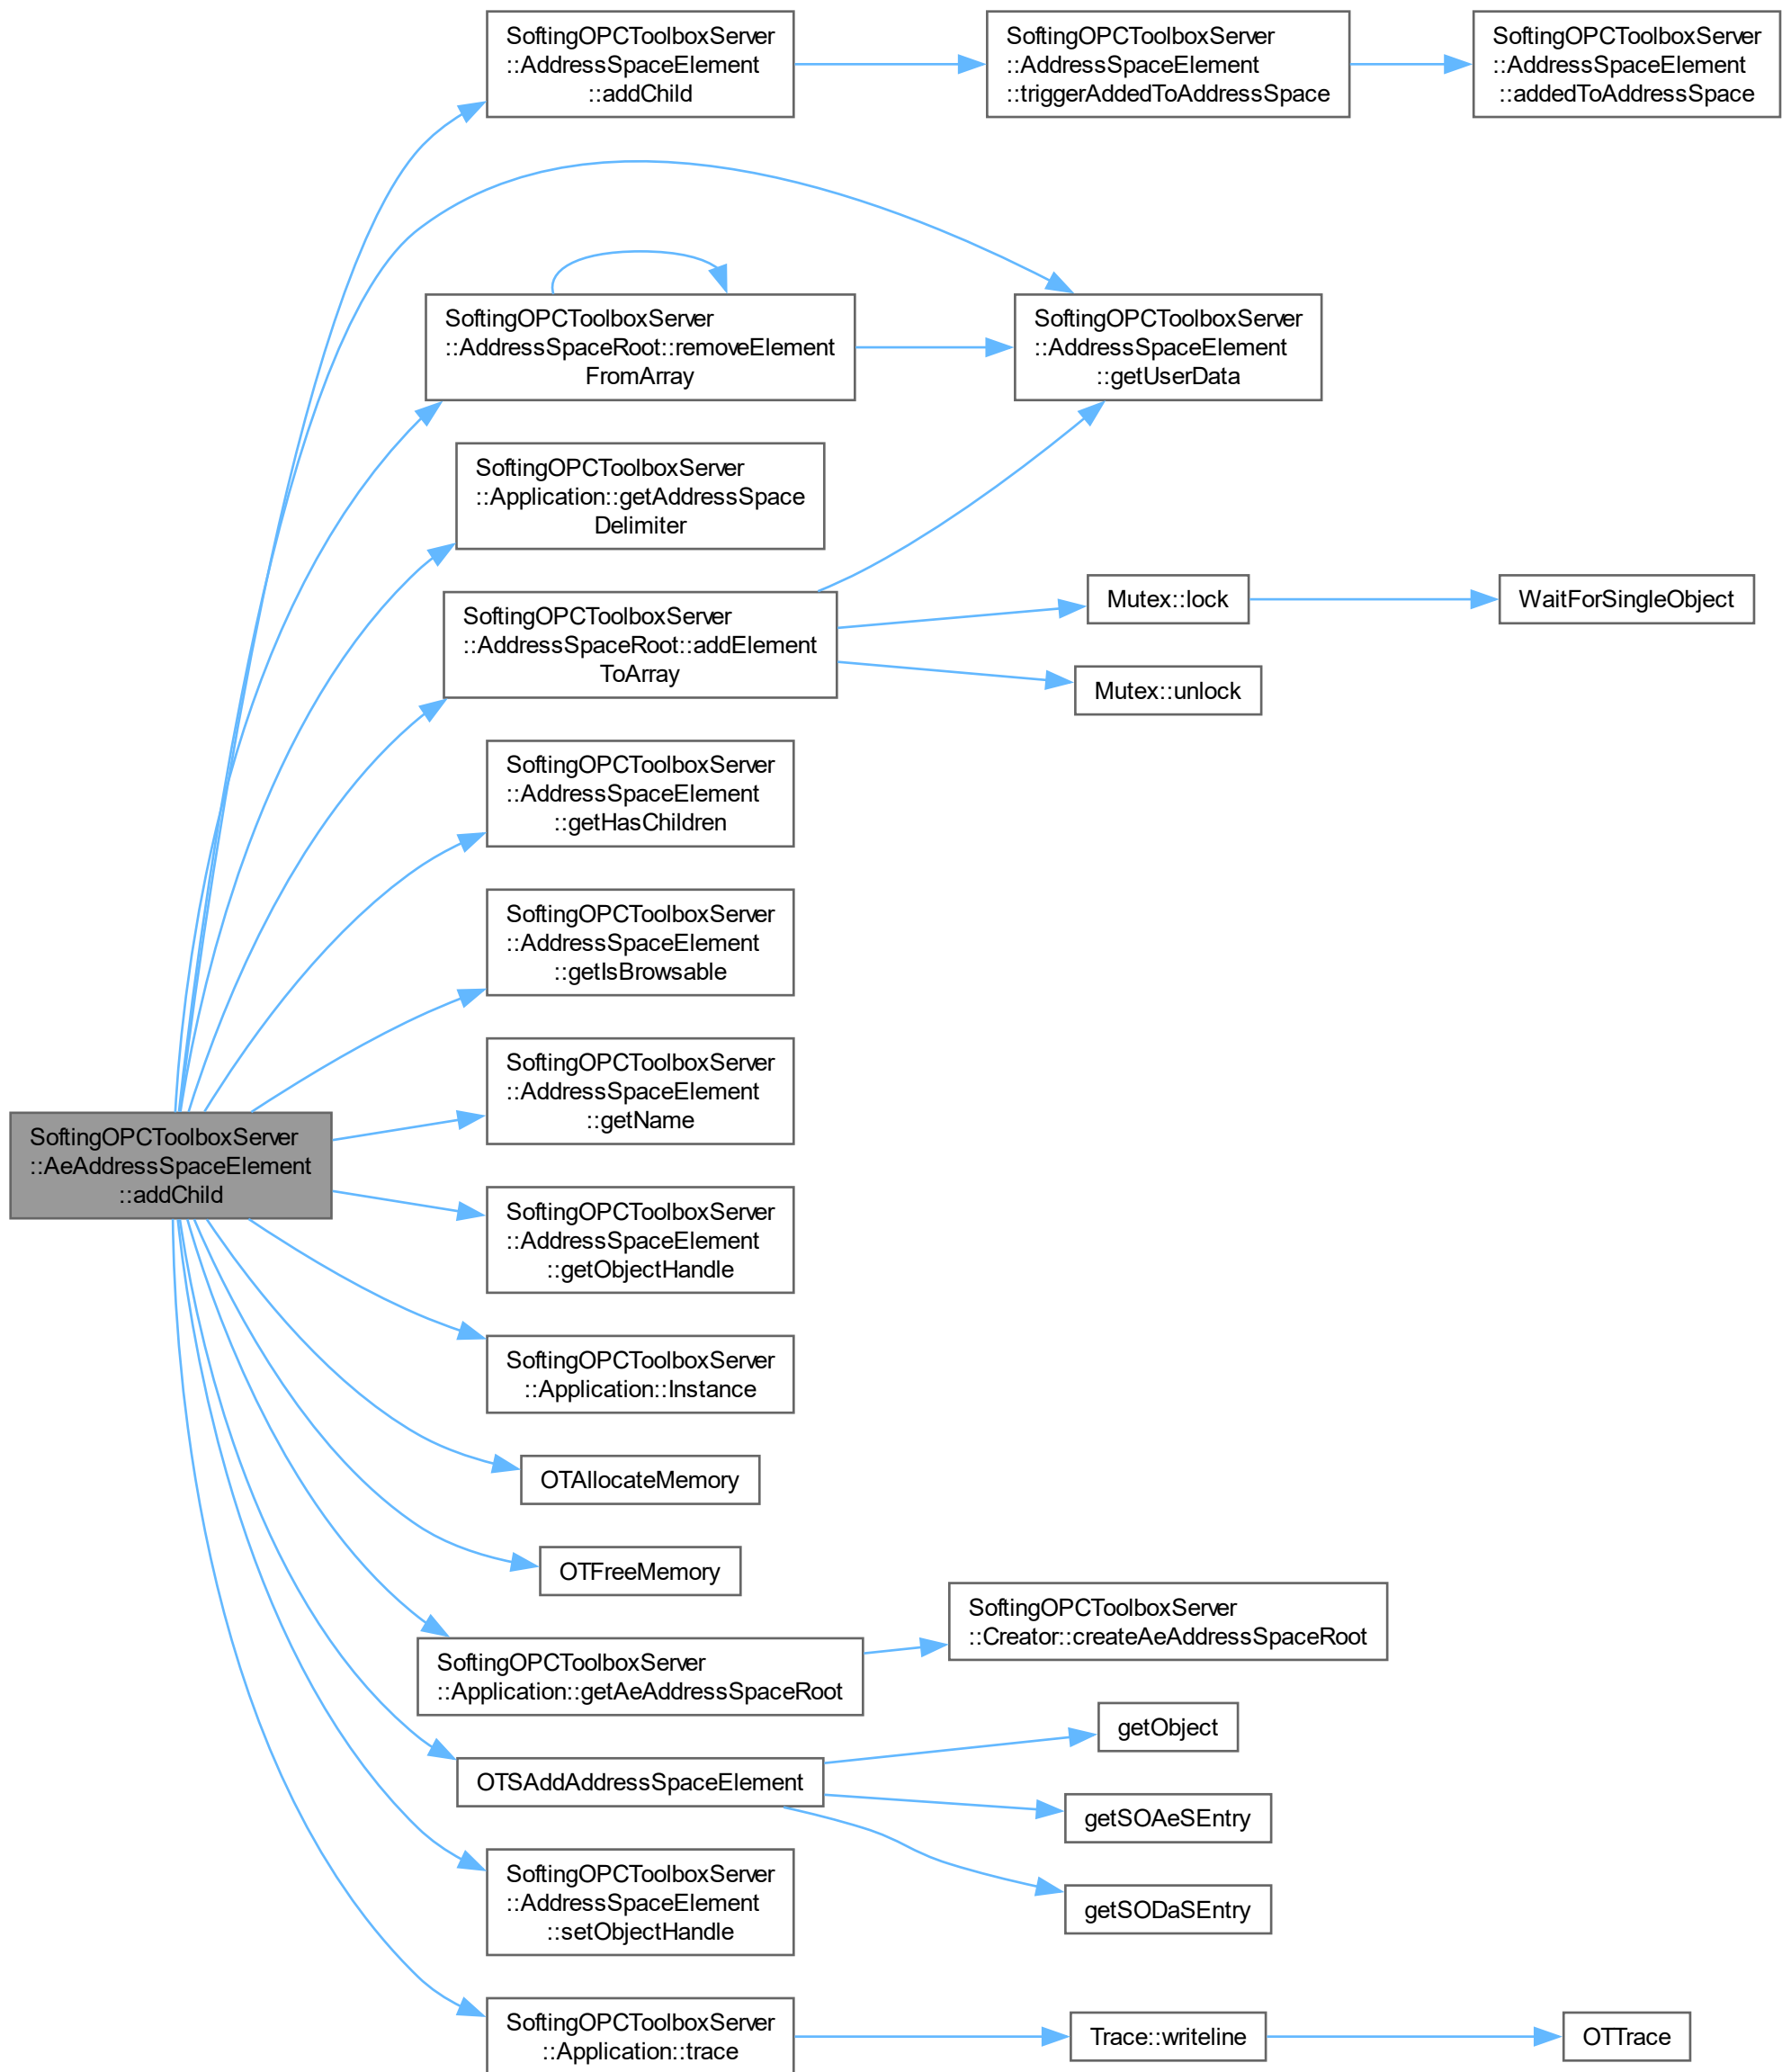 SoftingOPCToolboxServer
::AddressSpaceElement
::addChild
SoftingOPCToolboxServer
::AddressSpaceElement
::triggerAddedToAddressSpace
SoftingOPCToolboxServer
::AddressSpaceElement
::addedToAddressSpace
SoftingOPCToolboxServer
::AddressSpaceRoot::removeElement
FromArray
SoftingOPCToolboxServer
::AddressSpaceElement
::getUserData
SoftingOPCToolboxServer
::Application::getAddressSpace
Delimiter
SoftingOPCToolboxServer
::AddressSpaceRoot::addElement
ToArray
Mutex::lock
WaitForSingleObject
Mutex::unlock
SoftingOPCToolboxServer
::AddressSpaceElement
::getHasChildren
SoftingOPCToolboxServer
::AddressSpaceElement
::getIsBrowsable
SoftingOPCToolboxServer
::AddressSpaceElement
::getName
SoftingOPCToolboxServer
::AeAddressSpaceElement
::addChild
SoftingOPCToolboxServer
::AddressSpaceElement
::getObjectHandle
SoftingOPCToolboxServer
::Application::Instance
OTAllocateMemory
OTFreeMemory
SoftingOPCToolboxServer
::Application::getAeAddressSpaceRoot
SoftingOPCToolboxServer
::Creator::createAeAddressSpaceRoot
OTSAddAddressSpaceElement
getObject
getSOAeSEntry
getSODaSEntry
SoftingOPCToolboxServer
::AddressSpaceElement
::setObjectHandle
SoftingOPCToolboxServer
::Application::trace
Trace::writeline
OTTrace